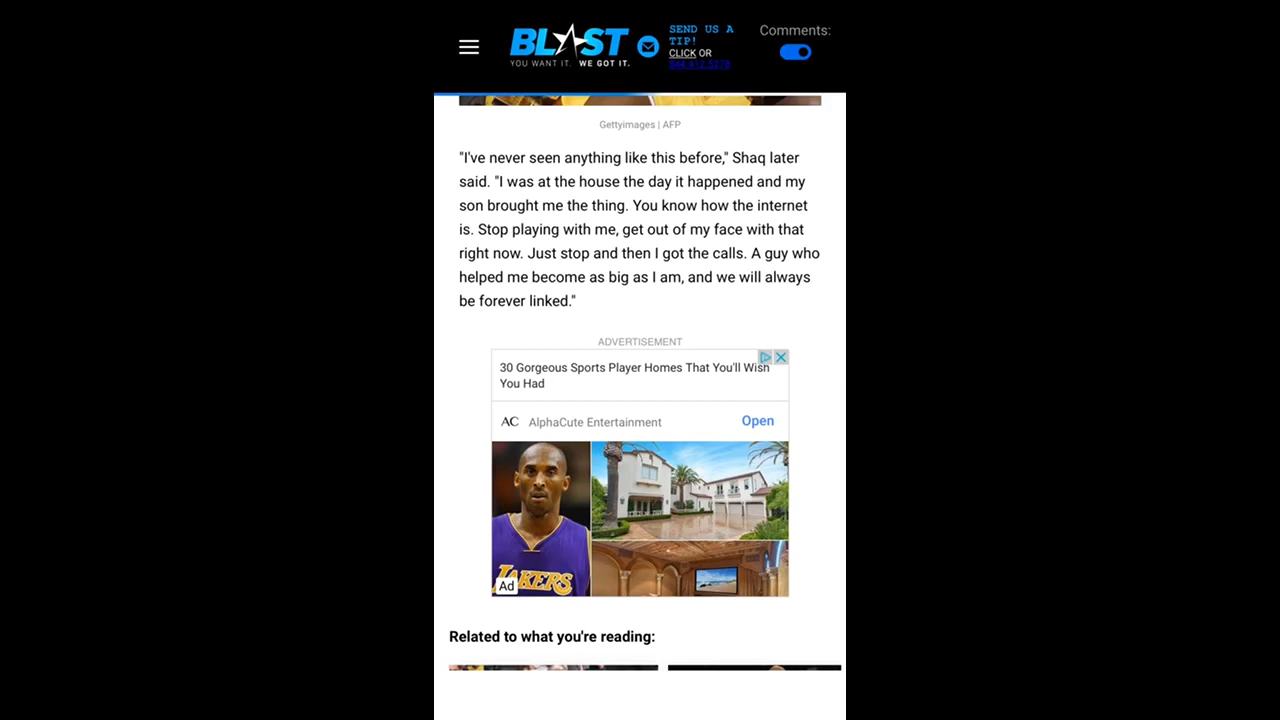 BLAST
YOU WANT IT. WE GOT IT.
SEND US A
TIP!
CLICK OR
844.412.5278
Comments:
Gettyimages | AFP
"I've never seen anything like this before," Shaq later
said. "I was at the house the day it happened and my
son brought me the thing. You know how the internet
is. Stop playing with me, get out of my face with that
right now. Just stop and then I got the calls. A guy who
helped me become as big as I am, and we will always
be forever linked."
ADVERTISEMENT
30 Gorgeous Sports Player Homes That You'll Wish
You Had
AC AlphaCute Entertainment Open
LAKERS
Ad
Related to what you're reading: